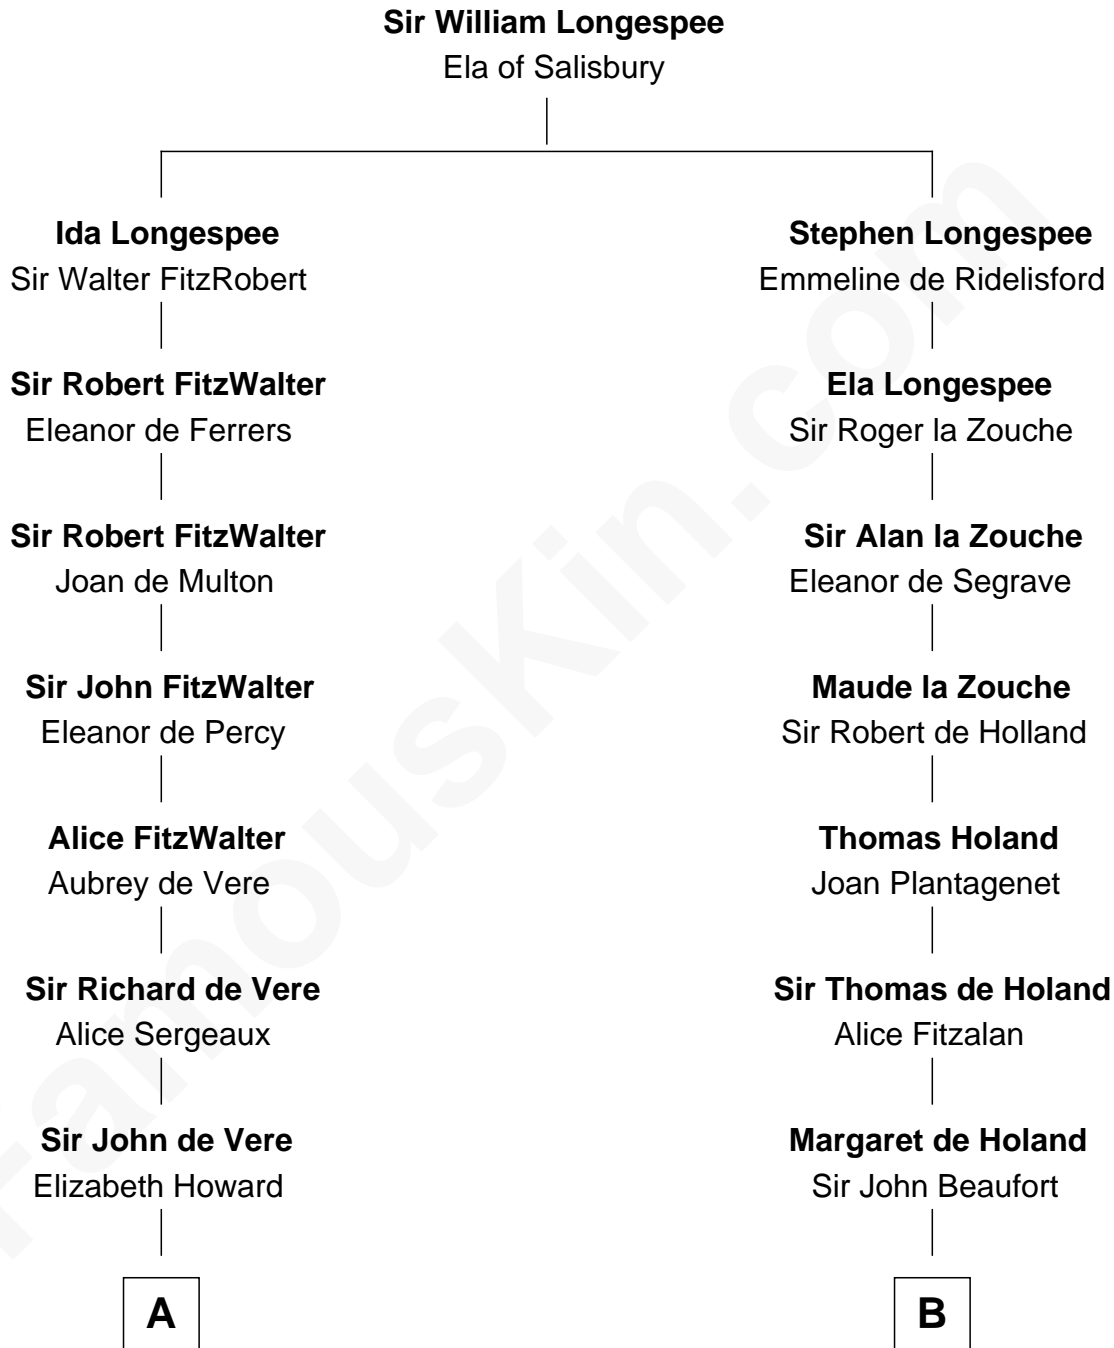 Sir William Longespee
Ela of Salisbury
Ida Longespee
Sir Walter FitzRobert
Stephen Longespee
Emmeline de Ridelisford
Sir Robert FitzWalter
Eleanor de Ferrers
Ela Longespee
Sir Roger la Zouche
Sir Robert FitzWalter
Joan de Multon
Sir Alan la Zouche
Eleanor de Segrave
Sir John FitzWalter
Eleanor de Percy
Maude la Zouche
Sir Robert de Holland
Alice FitzWalter
Aubrey de Vere
Thomas Holand
Joan Plantagenet
Sir Richard de Vere
Alice Sergeaux
Sir Thomas de Holand
Alice Fitzalan
Sir John de Vere
Elizabeth Howard
Margaret de Holand
Sir John Beaufort
A
B
FamousKin.com